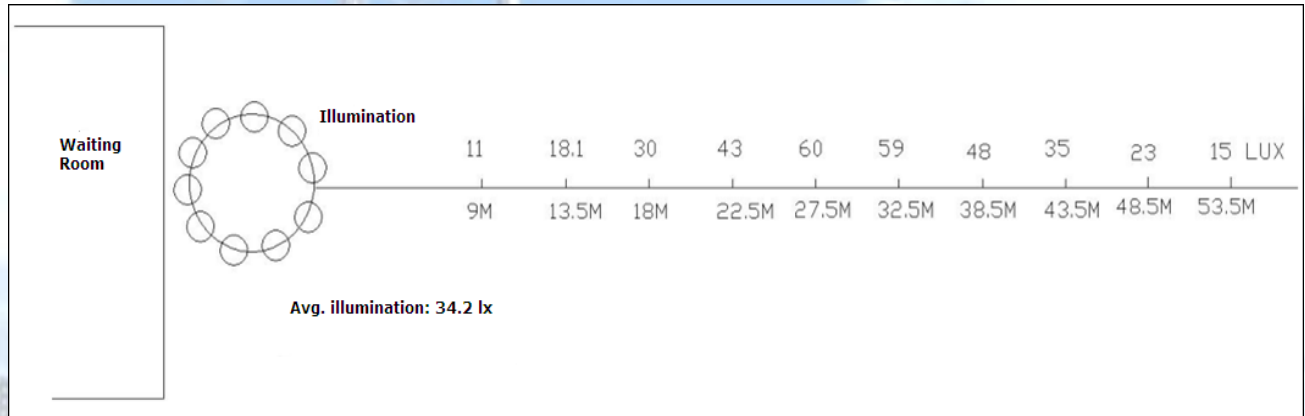 Illumination
Waiting
Room
11 18.1 30 43 60 59 48 35 23 15 LUX
9M 13.5M 18M 22.5M 27.5M 32.5M 38.5M 43.5M 48.5M 53.5M
Avg. illumination: 34.2 lx